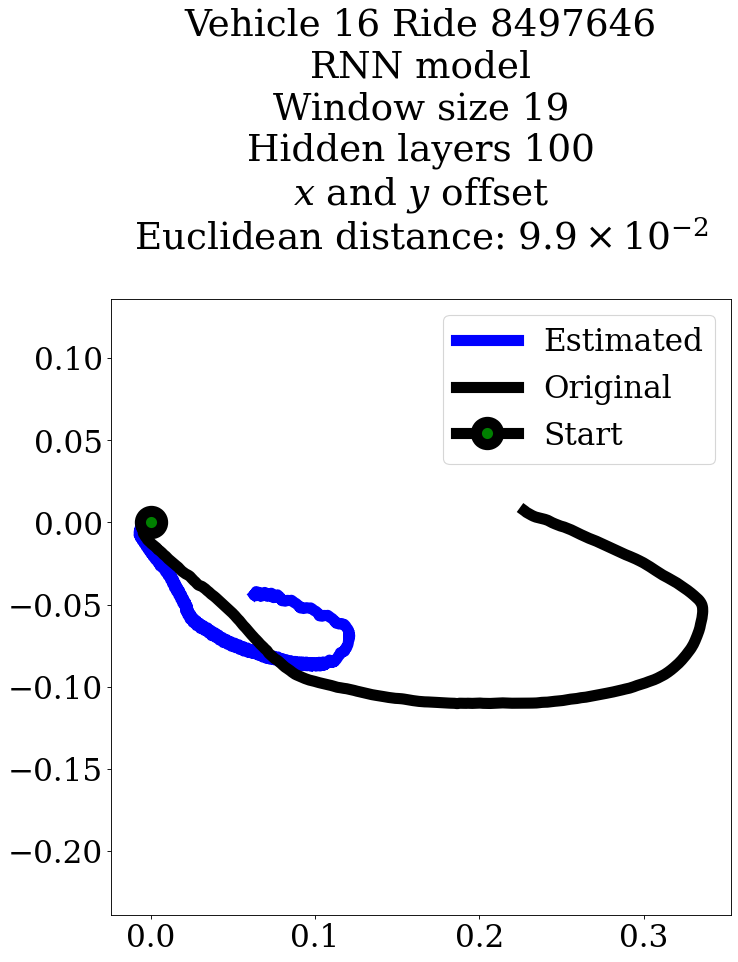 Vehicle 16 Ride 8497646
RNN model
Window size 19
Hidden layers 100
x and y offset
Euclidean distance: 9.9 × 10⁻²
Estimated
Original
Start
0.10
0.05
0.00
−0.05
−0.10
−0.15
−0.20
0.0 0.1 0.2 0.3